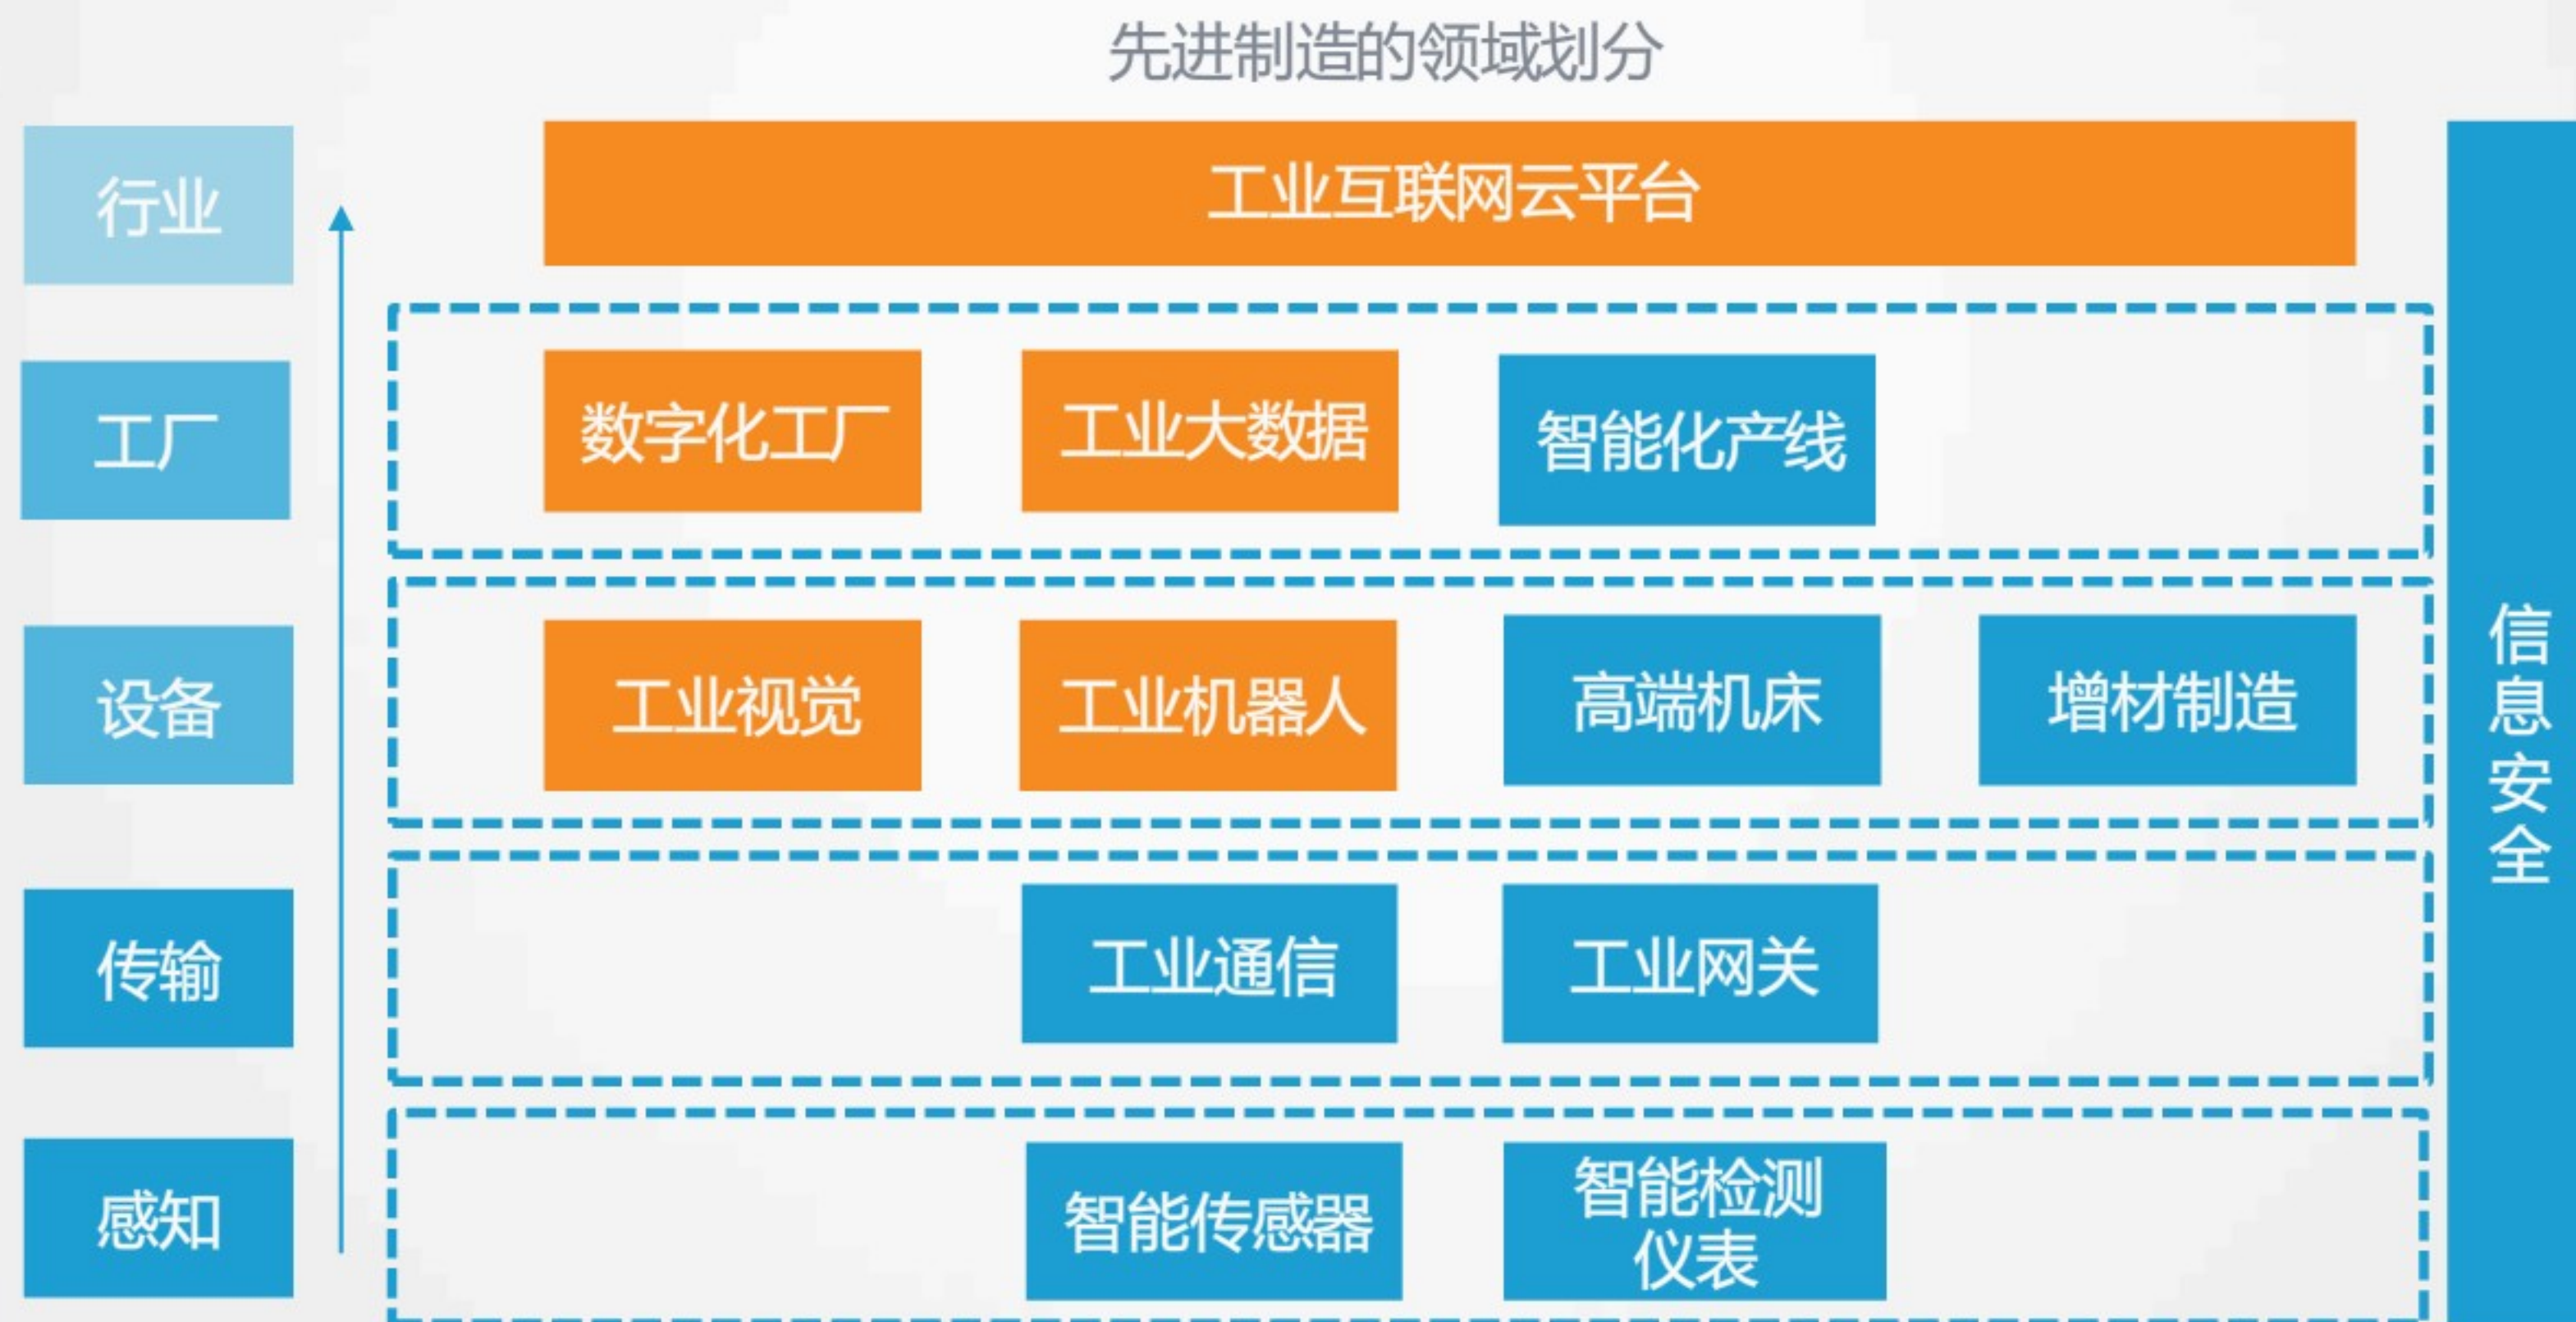 先进制造的领域划分
行业
工业互联网云平台
工厂
数字化工厂
工业大数据
智能化产线
设备
工业视觉
工业机器人
高端机床
增材制造
传输
工业通信
工业网关
感知
智能传感器
智能检测
仪表
信息安全